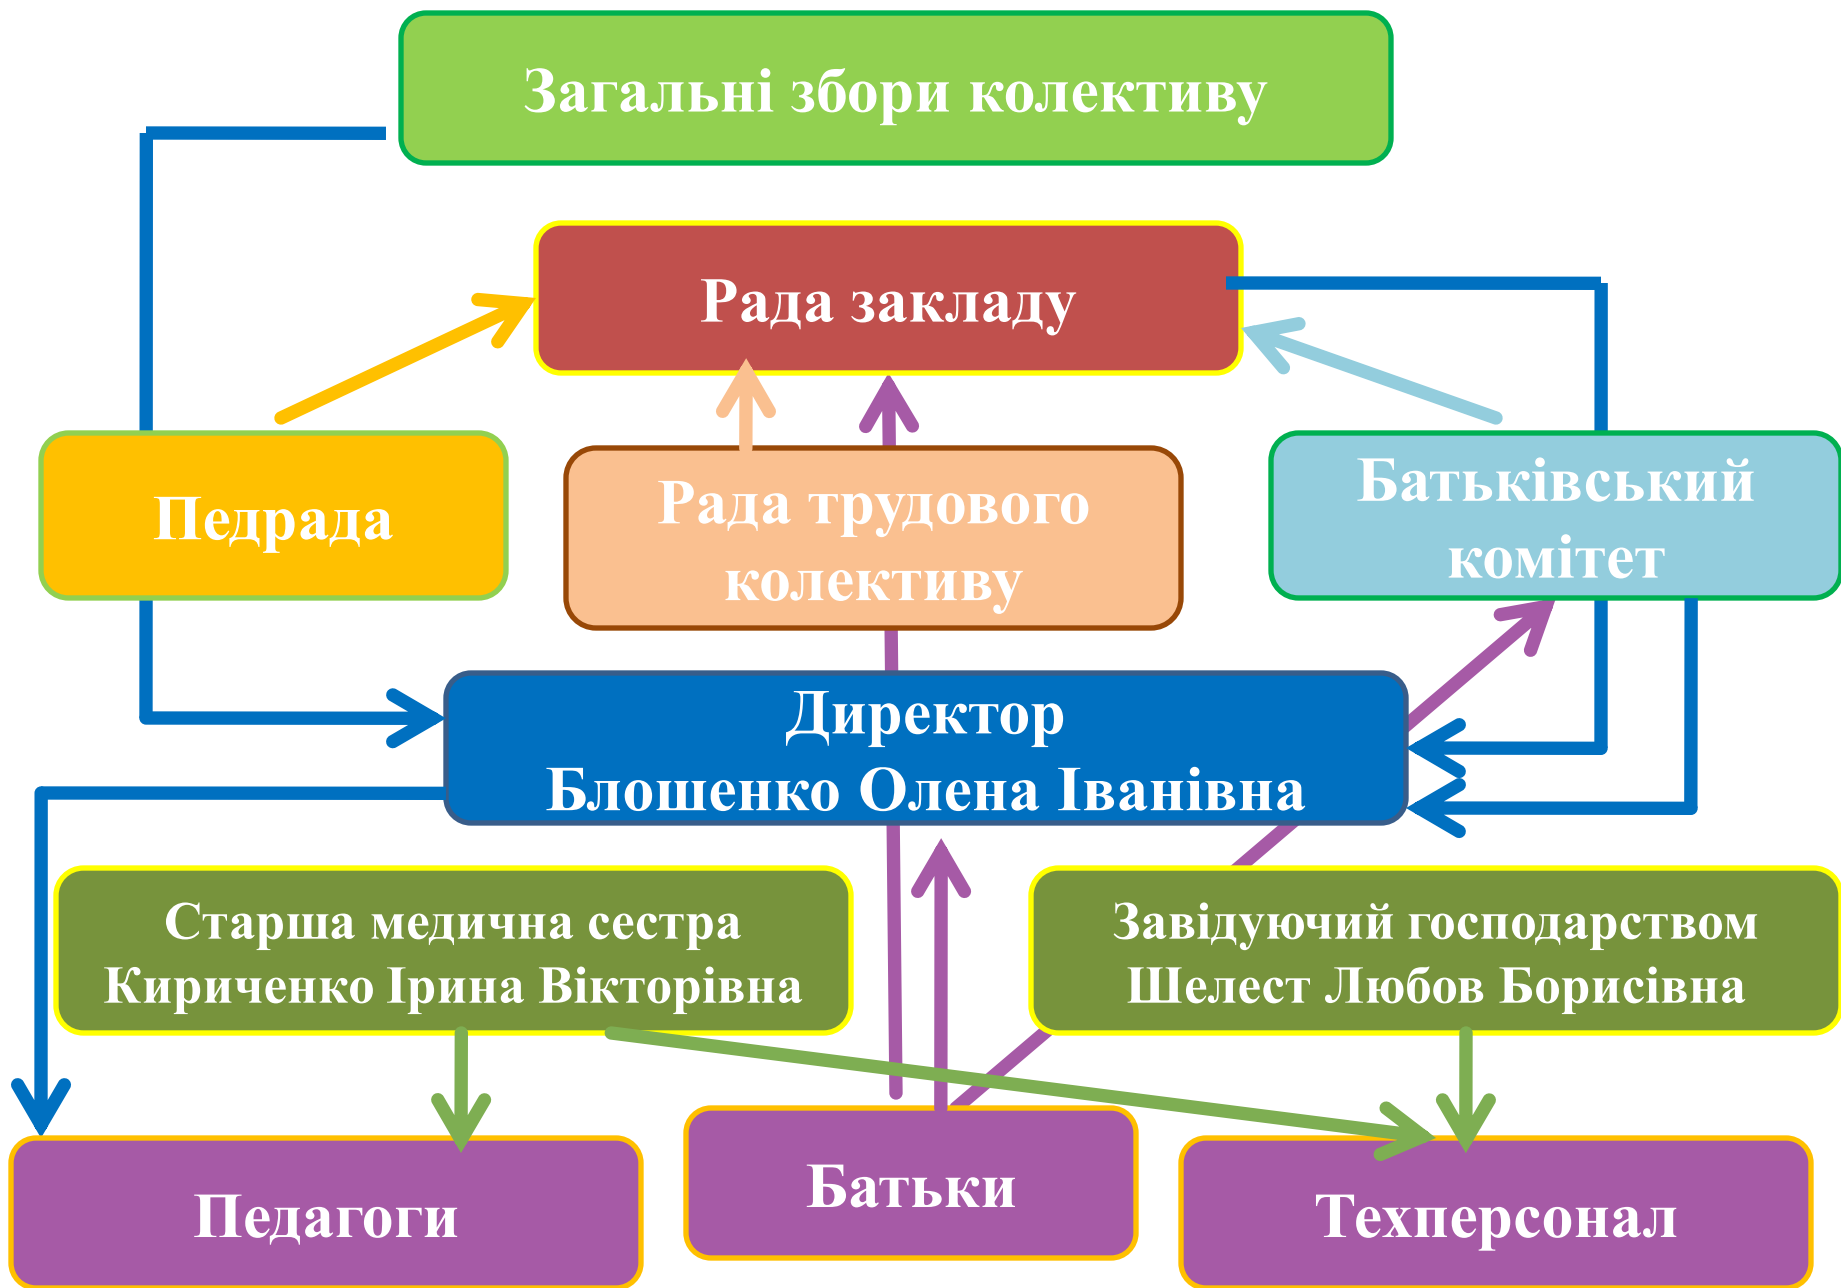 Загальні збори колективу
Рада закладу
Педрада
Рада трудового
колективу
Батьківський
комітет
Директор
Блошенко Олена Іванівна
Старша медична сестра
Кириченко Ірина Вікторівна
Завідуючий господарством
Шелест Любов Борисівна
Педагоги
Батьки
Техперсонал